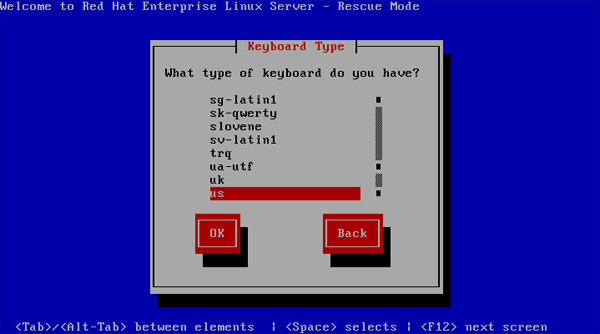 Welcome to Red Hat Enterprise Linux Server - Rescue Mode
Keyboard Type
What type of keyboard do you have?
sg-latin1
sk-qwerty
slovene
sv-latin1
trq
ua-utf
uk
us
OK Back
<Tab>/<Alt-Tab> between elements | <Space> selects | <F12> next screen